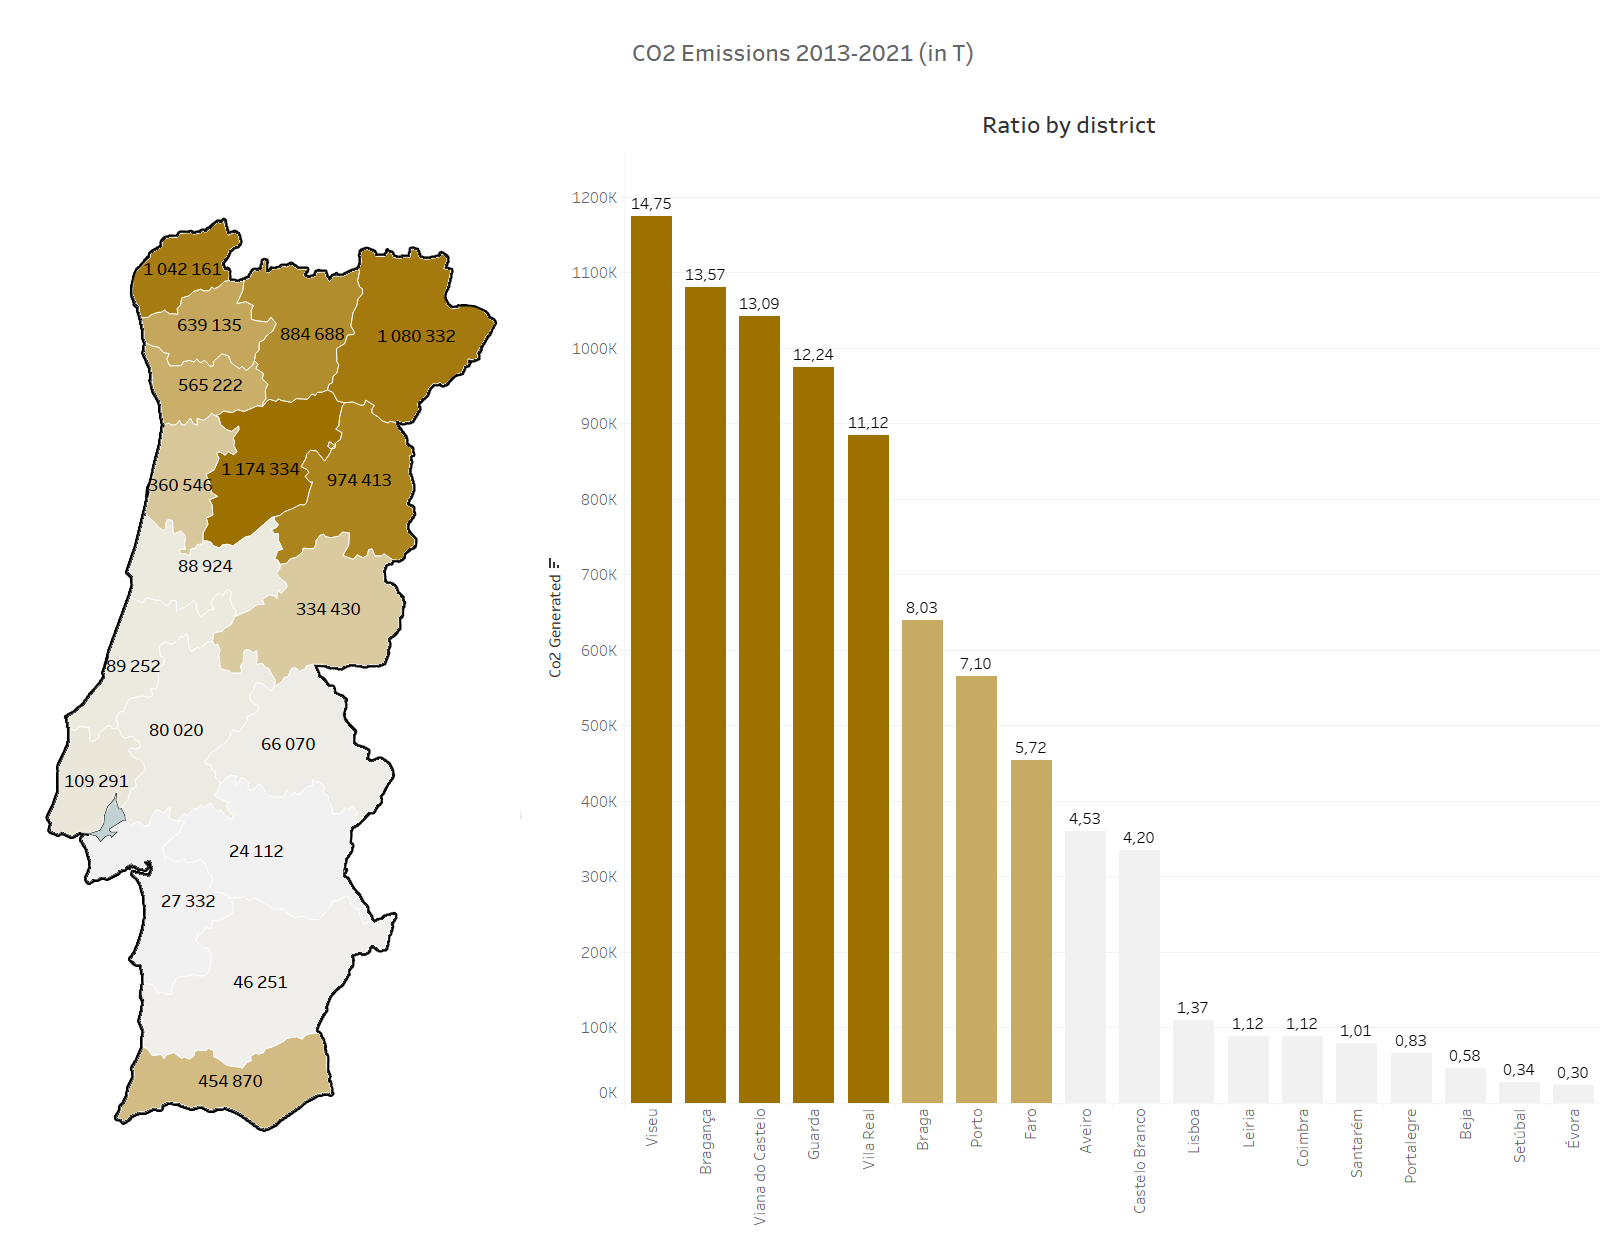 CO2 Emissions 2013-2021 (in T)
1 042 161
639 135
884 688
1 080 332
565 222
1 174 334
974 413
360 546
88 924
334 430
89 252
80 020
66 070
109 291
24 112
27 332
46 251
454 870
Ratio by district
Co2 Generated
1200K
1100K
1000K
900K
800K
700K
600K
500K
400K
300K
200K
100K
0K
14,75
13,57
13,09
12,24
11,12
8,03
7,10
5,72
4,53
4,20
1,37
1,12
1,12
1,01
0,83
0,58
0,34
0,30
Viseu
Bragança
Viana do Castelo
Guarda
Vila Real
Braga
Porto
Faro
Aveiro
Castelo Branco
Lisboa
Leiria
Coimbra
Santarém
Portalegre
Beja
Setúbal
Évora